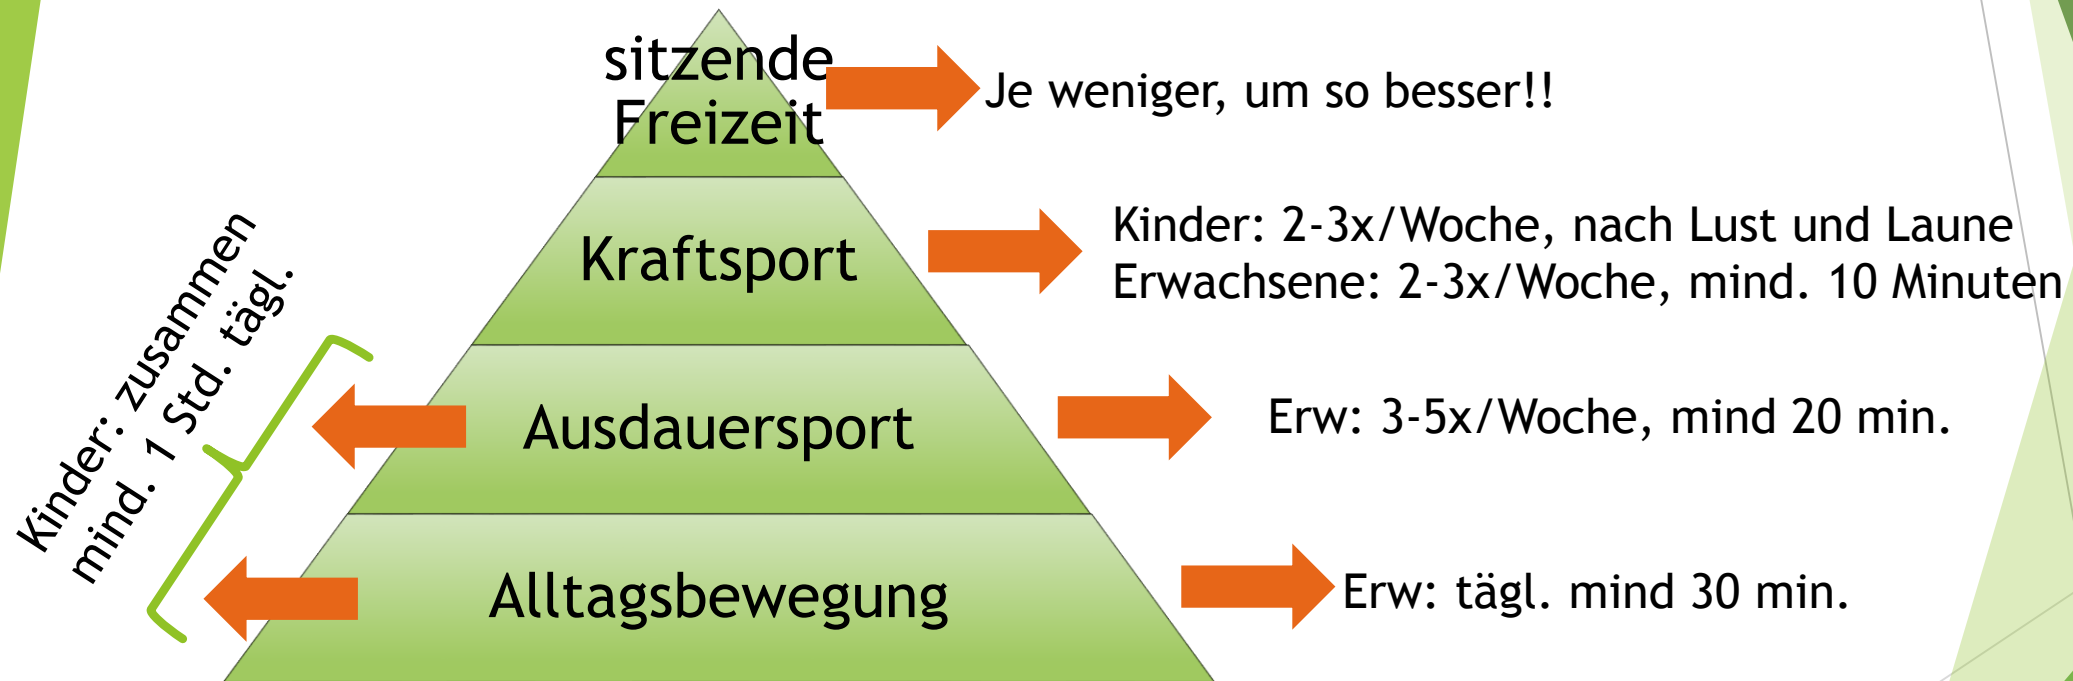 sitzende
Freizeit
Je weniger, um so besser!!
Kraftsport
Kinder: 2-3x/Woche, nach Lust und Laune
Erwachsene: 2-3x/Woche, mind. 10 Minuten
Kinder: zusammen
mind. 1 Std. tägl.
Ausdauersport
Erw: 3-5x/Woche, mind 20 min.
Alltagsbewegung
Erw: tägl. mind 30 min.